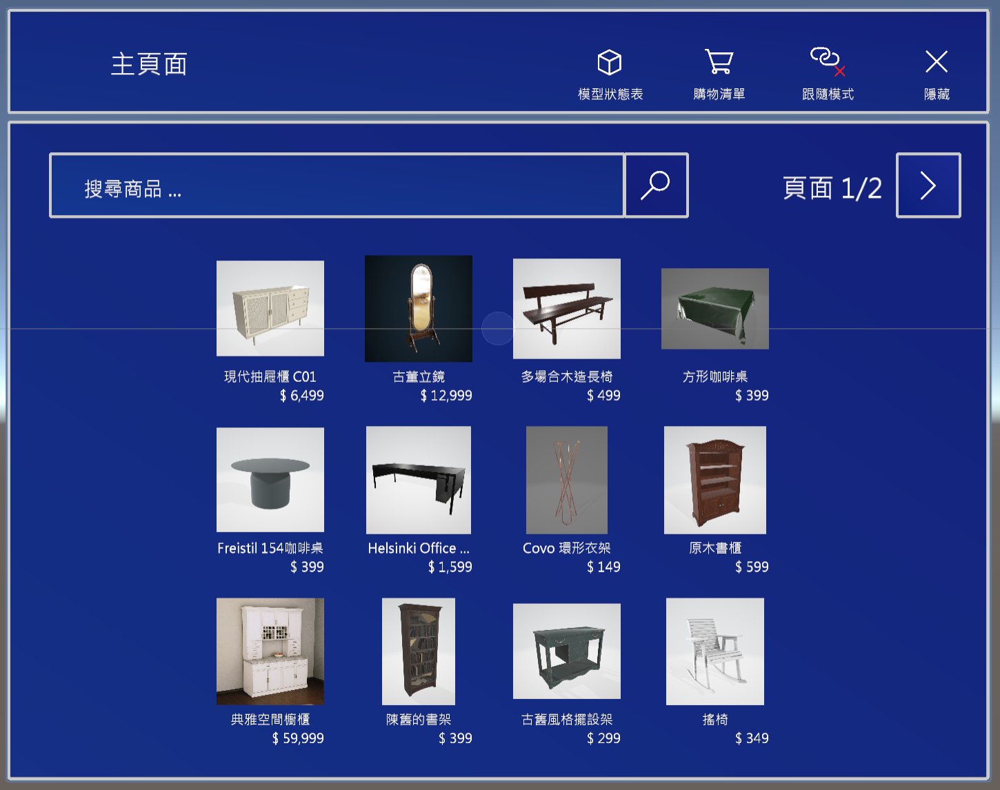 主頁面
模型狀態表
購物清單
跟隨模式
隱藏
搜尋商品 ...
頁面 1/2
現代抽屜櫃 C01
$ 6,499
古董立鏡
$ 12,999
多場合木造長椅
$ 499
方形咖啡桌
$ 399
Freistil 154咖啡桌
$ 399
Helsinki Office ...
$ 1,599
Covo 環形衣架
$ 149
原木書櫃
$ 599
典雅空間櫥櫃
$ 59,999
陳舊的書架
$ 399
古舊風格擺設架
$ 299
搖椅
$ 349